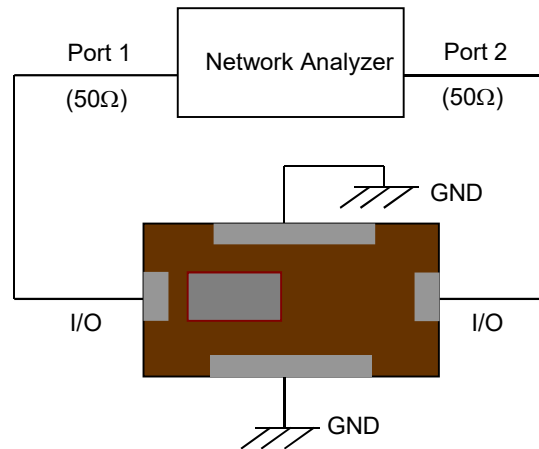 Port 1
Network Analyzer
Port 2
(50Ω)
(50Ω)
GND
I/O
I/O
GND